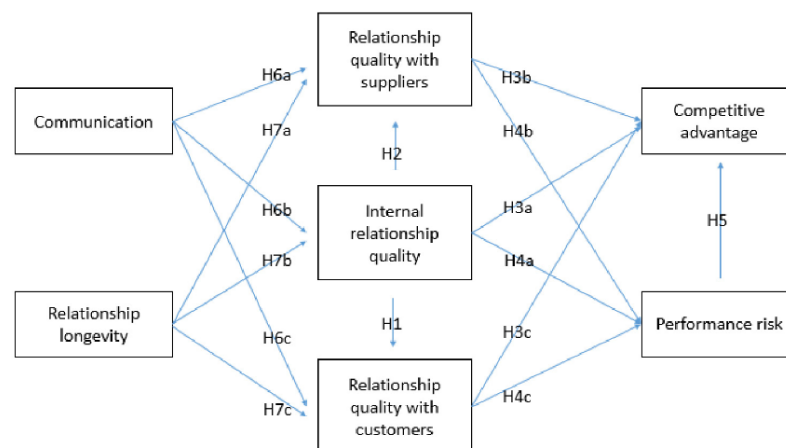 Relationship
quality with
suppliers
H6a
H3b
Communication
Competitive
advantage
H7a
H4b
H2
H6b
Internal
relationship
quality
H3a
H5
H7b
H4a
Relationship
longevity
H1
H6c
H3c
Performance risk
Relationship
quality with
customers
H7c
H4c